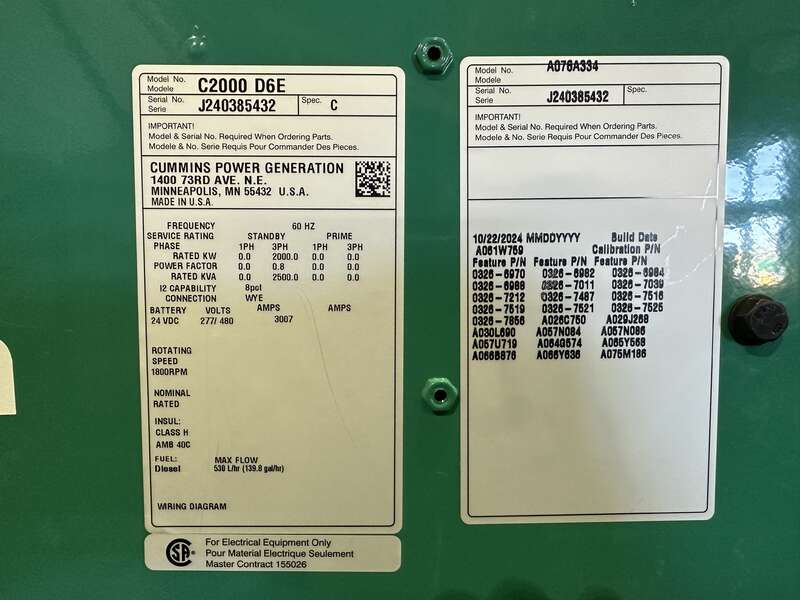 Model No. C2000 D6E
Modele
Serial No. J240385432 Spec. C
Serie
IMPORTANT!
Model & Serial No. Required When Ordering Parts.
Modele & No. Serie Requis Pour Commander Des Pieces.
CUMMINS POWER GENERATION
1400 73RD AVE. N.E.
MINNEAPOLIS, MN 55432 U.S.A.
MADE IN U.S.A.
FREQUENCY 60 HZ
SERVICE RATING STANDBY PRIME
PHASE 1PH 3PH 1PH 3PH
RATED KW 0.0 2000.0 0.0 0.0
POWER FACTOR 0.0 0.8 0.0 0.0
RATED KVA 0.0 2500.0 0.0 0.0
I2 CAPABILITY 8pct
CONNECTION WYE
BATTERY VOLTS AMPS AMPS
24 VDC 277/ 480 3007
ROTATING
SPEED
1800RPM
NOMINAL
RATED
INSUL:
CLASS H
AMB 40C
FUEL: MAX FLOW
Diesel 530 L/hr (139.8 gal/hr)
WIRING DIAGRAM
CSA
For Electrical Equipment Only
Pour Material Electrique Seulement
Master Contract 155026
Model No. A076A334
Modele
Serial No. J240385432 Spec.
Serie
IMPORTANT!
Model & Serial No. Required When Ordering Parts.
Modele & No. Serie Requis Pour Commander Des Pieces.
10/22/2024 MMDDYYYY Build Date
A061W769 Calibration P/N
Feature P/N Feature P/N Feature P/N
0326-6970 0326-6982 0326-6984
0326-6988 0326-7011 0326-7039
0326-7212 0326-7487 0326-7516
0326-7519 0326-7521 0326-7525
0326-7856 A026C750 A029J268
A030L690 A057N084 A057N086
A057U719 A064G574 A065Y568
A066B876 A066Y636 A075M186